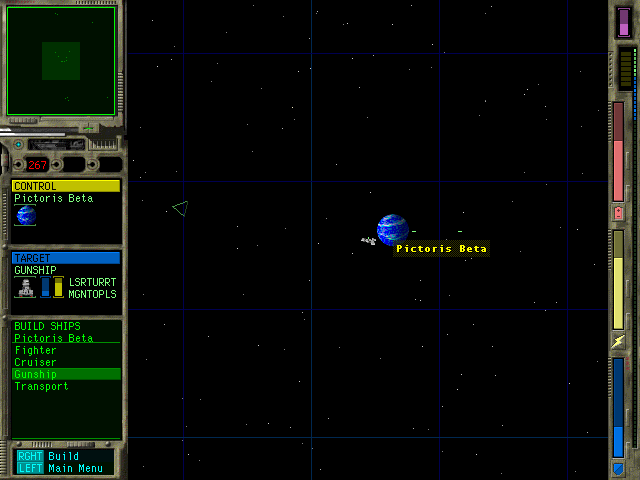 267
CONTROL
Pictoris Beta
TARGET
GUNSHIP
LSRTURRT
MGNTOPLS
BUILD SHIPS
Pictoris Beta
Fighter
Cruiser
Gunship
Transport
RGHT Build
LEFT Main Menu
Pictoris Beta